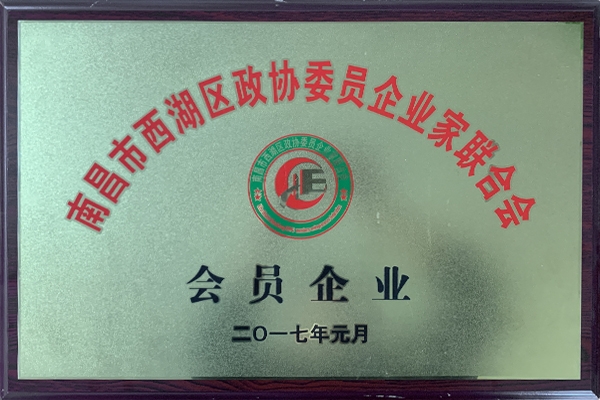 南昌市西湖区政协委员企业家联合会
会员企业
二〇一七年元月